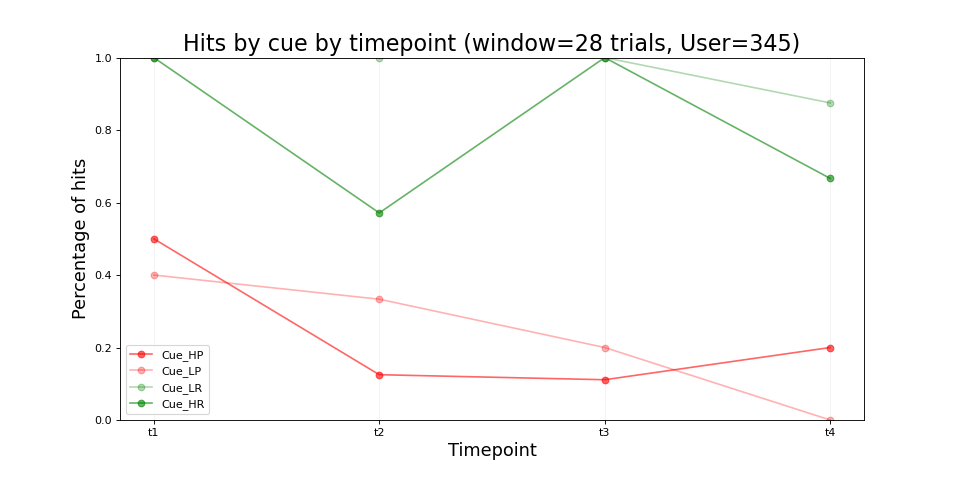 Hits by cue by timepoint (window=28 trials, User=345)
Percentage of hits
1.0
0.8
0.6
0.4
0.2
0.0
Cue_HP
Cue_LP
Cue_LR
Cue_HR
t1 t2 t3 t4
Timepoint